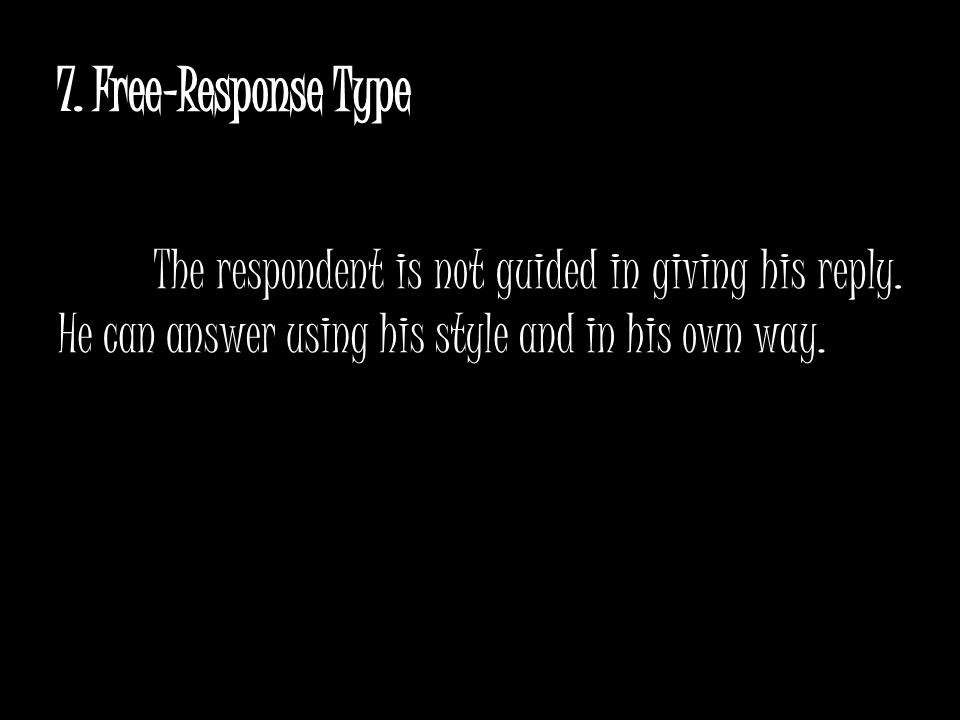 7. Free-Response Type
The respondent is not guided in giving his reply.
He can answer using his style and in his own way.